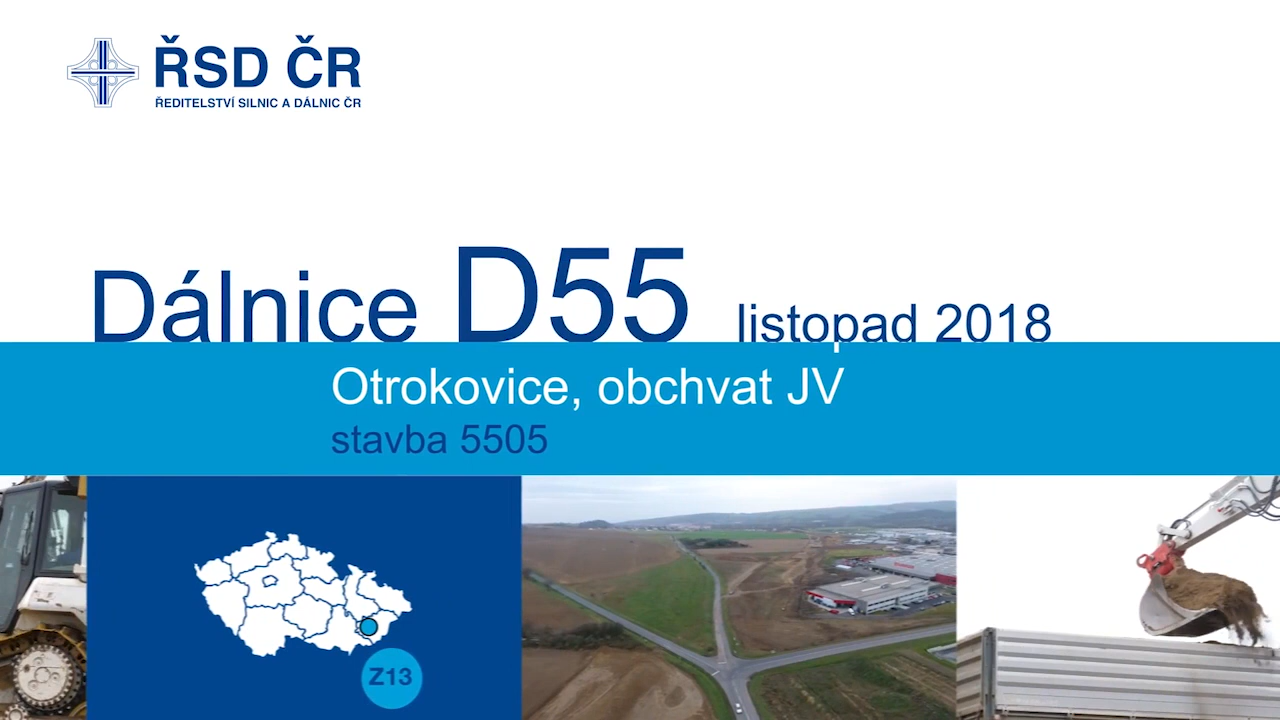 ŘSD ČR
ŘEDITELSTVÍ SILNIC A DÁLNIC ČR
Dálnice D55 listopad 2018
Otrokovice, obchvat JV
stavba 5505
Z13